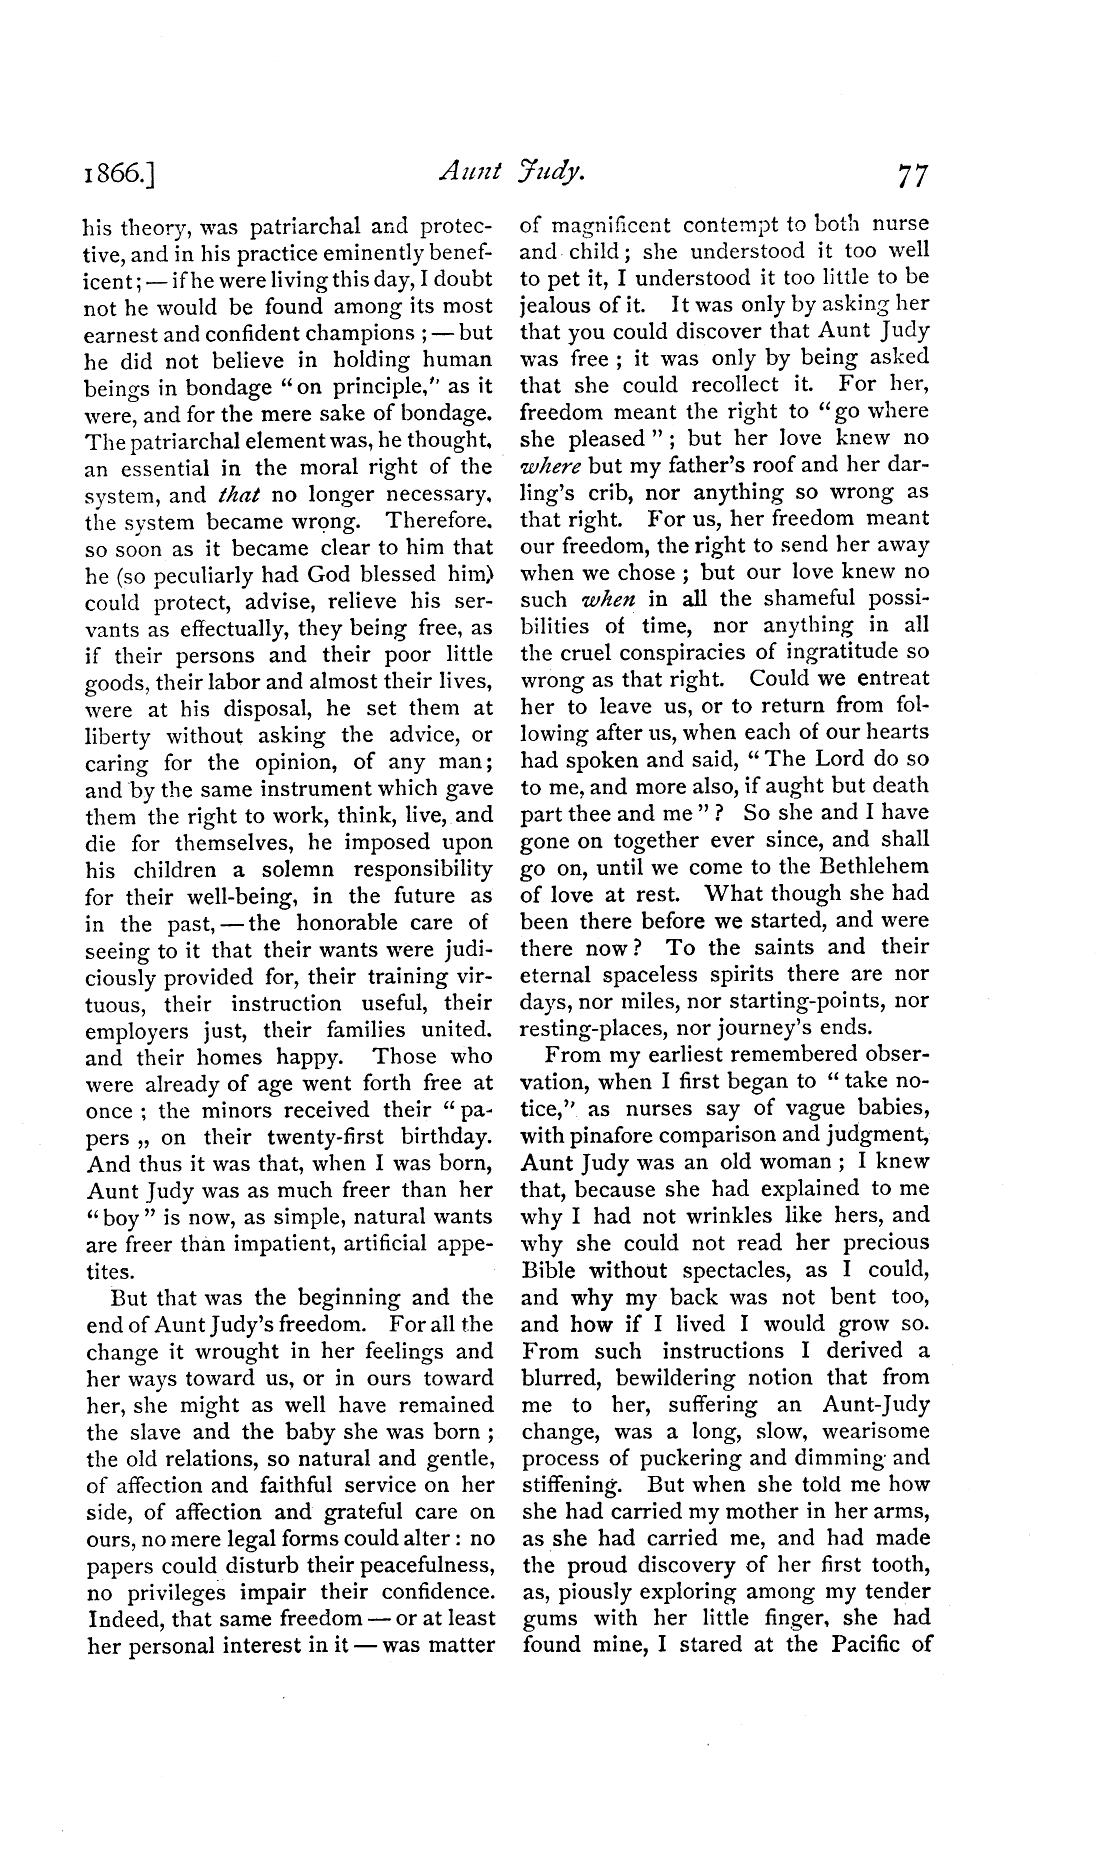 1866.] Aunt Judy. 77
his theory, was patriarchal and protec-
tive, and in his practice eminently benef-
icent; — if he were living this day, I doubt
not he would be found among its most
earnest and confident champions ; — but
he did not believe in holding human
beings in bondage “on principle,” as it
were, and for the mere sake of bondage.
The patriarchal element was, he thought,
an essential in the moral right of the
system, and that no longer necessary,
the system became wrong. Therefore,
so soon as it became clear to him that
he (so peculiarly had God blessed him)
could protect, advise, relieve his ser-
vants as effectually, they being free, as
if their persons and their poor little
goods, their labor and almost their lives,
were at his disposal, he set them at
liberty without asking the advice, or
caring for the opinion, of any man;
and by the same instrument which gave
them the right to work, think, live, and
die for themselves, he imposed upon
his children a solemn responsibility
for their well-being, in the future as
in the past, — the honorable care of
seeing to it that their wants were judi-
ciously provided for, their training vir-
tuous, their instruction useful, their
employers just, their families united.
and their homes happy. Those who
were already of age went forth free at
once ; the minors received their “pa-
pers „ on their twenty-first birthday.
And thus it was that, when I was born,
Aunt Judy was as much freer than her
“boy” is now, as simple, natural wants
are freer than impatient, artificial appe-
tites.
But that was the beginning and the
end of Aunt Judy's freedom. For all the
change it wrought in her feelings and
her ways toward us, or in ours toward
her, she might as well have remained
the slave and the baby she was born ;
the old relations, so natural and gentle,
of affection and faithful service on her
side, of affection and grateful care on
ours, no mere legal forms could alter : no
papers could disturb their peacefulness,
no privileges impair their confidence.
Indeed, that same freedom — or at least
her personal interest in it — was matter
of magnificent contempt to both nurse
and child; she understood it too well
to pet it, I understood it too little to be
jealous of it. It was only by asking her
that you could discover that Aunt Judy
was free ; it was only by being asked
that she could recollect it. For her,
freedom meant the right to “go where
she pleased” ; but her love knew no
where but my father's roof and her dar-
ling's crib, nor anything so wrong as
that right. For us, her freedom meant
our freedom, the right to send her away
when we chose ; but our love knew no
such when in all the shameful possi-
bilities of time, nor anything in all
the cruel conspiracies of ingratitude so
wrong as that right. Could we entreat
her to leave us, or to return from fol-
lowing after us, when each of our hearts
had spoken and said, “The Lord do so
to me, and more also, if aught but death
part thee and me” ? So she and I have
gone on together ever since, and shall
go on, until we come to the Bethlehem
of love at rest. What though she had
been there before we started, and were
there now? To the saints and their
eternal spaceless spirits there are nor
days, nor miles, nor starting-points, nor
resting-places, nor journey's ends.
From my earliest remembered obser-
vation, when I first began to “take no-
tice,” as nurses say of vague babies,
with pinafore comparison and judgment,
Aunt Judy was an old woman ; I knew
that, because she had explained to me
why I had not wrinkles like hers, and
why she could not read her precious
Bible without spectacles, as I could,
and why my back was not bent too,
and how if I lived I would grow so.
From such instructions I derived a
blurred, bewildering notion that from
me to her, suffering an Aunt-Judy
change, was a long, slow, wearisome
process of puckering and dimming and
stiffening. But when she told me how
she had carried my mother in her arms,
as she had carried me, and had made
the proud discovery of her first tooth,
as, piously exploring among my tender
gums with her little finger, she had
found mine, I stared at the Pacific of